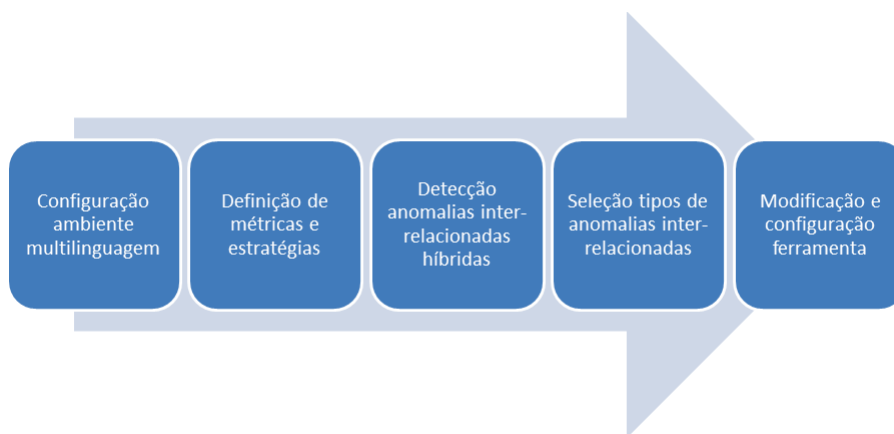 Configuração
ambiente
multilinguagem
Definição de
métricas e
estratégias
Detecção
anomalias inter-
relacionadas
híbridas
Seleção tipos de
anomalias inter-
relacionadas
Modificação e
configuração
ferramenta